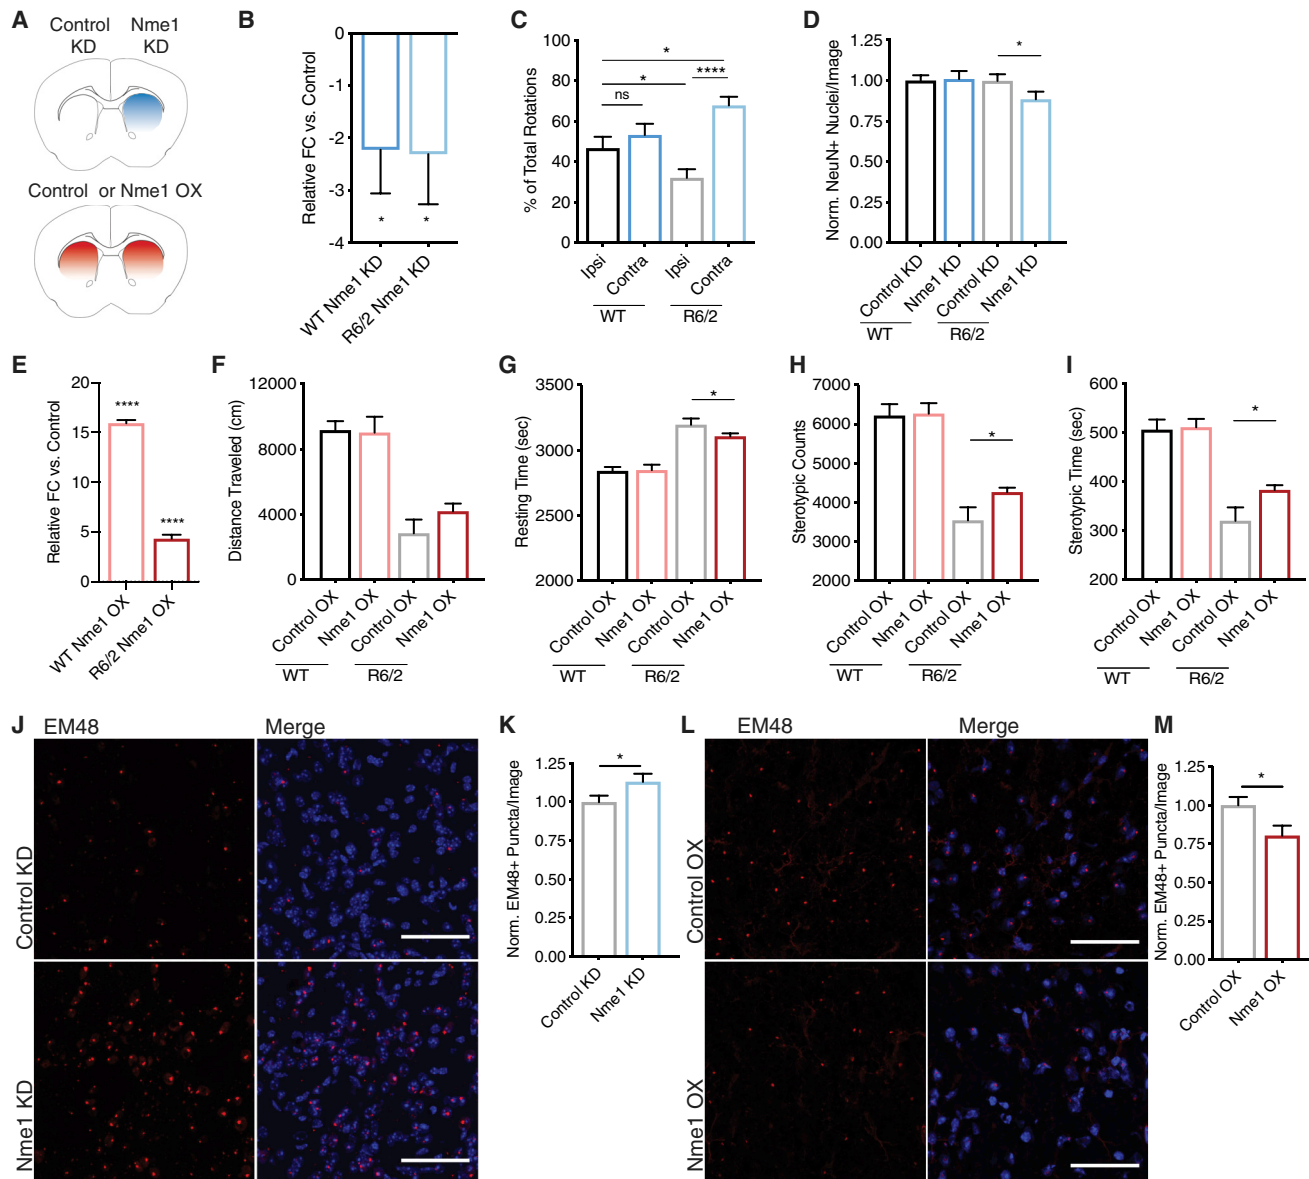 A
Control KD
Nme1 KD
Control or Nme1 OX
B
Relative FC vs. Control
0
-1
-2
-3
-4
*
*
WT Nme1 KD
R6/2 Nme1 KD
C
% of Total Rotations
100
80
60
40
20
0
*
*
****
ns
Ipsi
Contra
Ipsi
Contra
WT
R6/2
D
Norm. NeuN+ Nuclei/Image
1.25
1.00
0.75
0.50
0.25
0.00
*
Control KD
Nme1 KD
Control KD
Nme1 KD
WT
R6/2
E
Relative FC vs. Control
20
15
10
5
0
****
****
WT Nme1 OX
R6/2 Nme1 OX
F
Distance Traveled (cm)
12000
8000
4000
0
Control OX
Nme1 OX
Control OX
Nme1 OX
WT
R6/2
G
Resting Time (sec)
3500
3000
2500
2000
*
Control OX
Nme1 OX
Control OX
Nme1 OX
WT
R6/2
H
Sterotypic Counts
7000
6000
5000
4000
3000
2000
*
Control OX
Nme1 OX
Control OX
Nme1 OX
WT
R6/2
I
Sterotypic Time (sec)
600
500
400
300
200
*
Control OX
Nme1 OX
Control OX
Nme1 OX
WT
R6/2
J
EM48
Merge
Control KD
Nme1 KD
K
Norm. EM48+ Puncta/Image
1.25
1.00
0.75
0.50
0.25
0.00
*
Control KD
Nme1 KD
L
EM48
Merge
Control OX
Nme1 OX
M
Norm. EM48+ Puncta/Image
1.25
1.00
0.75
0.50
0.25
0.00
*
Control OX
Nme1 OX